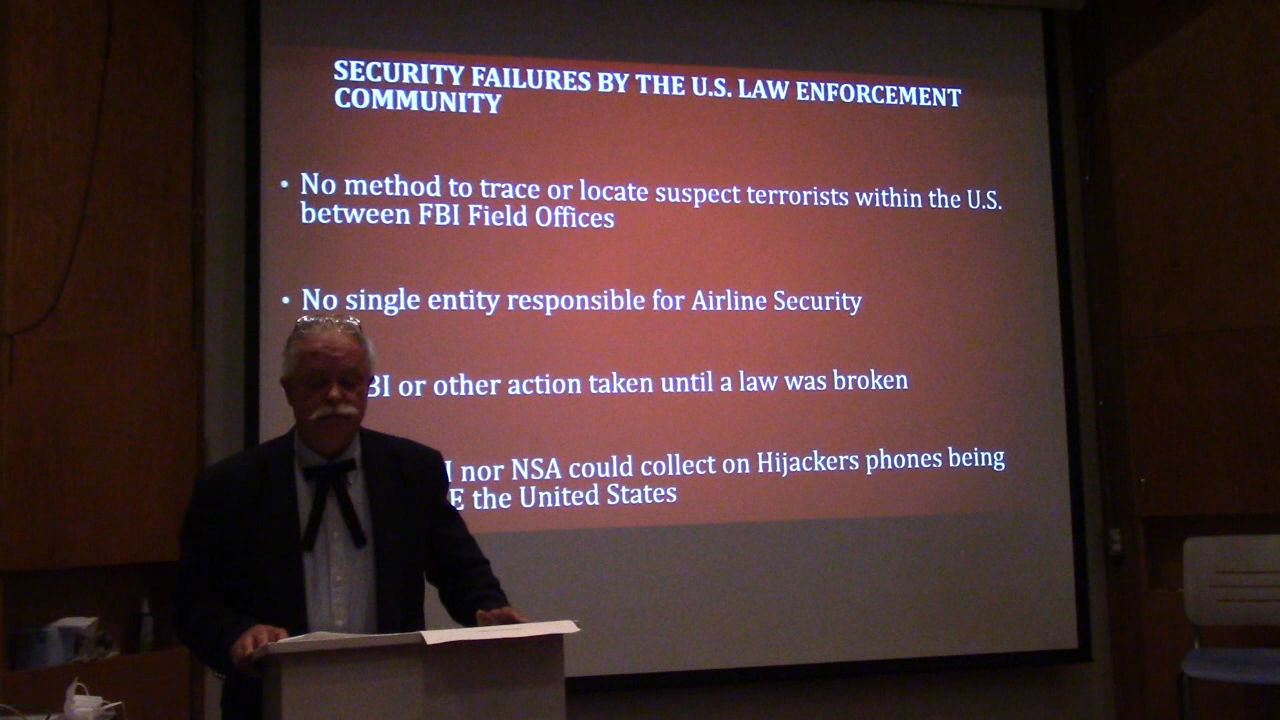 SECURITY FAILURES BY THE U.S. LAW ENFORCEMENT
COMMUNITY
• No method to trace or locate suspect terrorists within the U.S.
between FBI Field Offices
• No single entity responsible for Airline Security
BI or other action taken until a law was broken
I nor NSA could collect on Hijackers phones being
E the United States